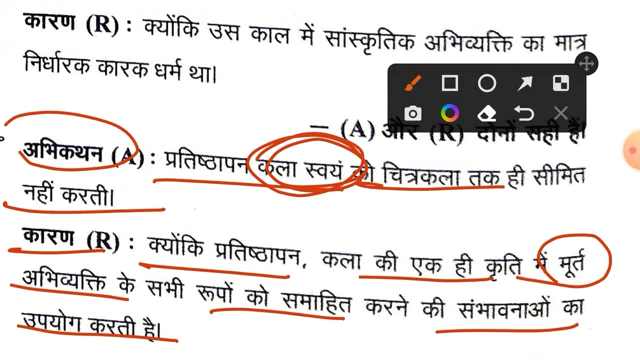 कारण (R) : क्योंकि उस काल में सांस्कृतिक अभिव्यक्ति का मात्र
निर्धारक कारक धर्म था।
– (A) और (R) दोनों सही हैं।
अभिकथन (A) : प्रतिष्ठापन कला स्वयं को चित्रकला तक ही सीमित
नहीं करती।
कारण (R) : क्योंकि प्रतिष्ठापन, कला की एक ही कृति में मूर्त
अभिव्यक्ति के सभी रूपों को समाहित करने की संभावनाओं का
उपयोग करती है।